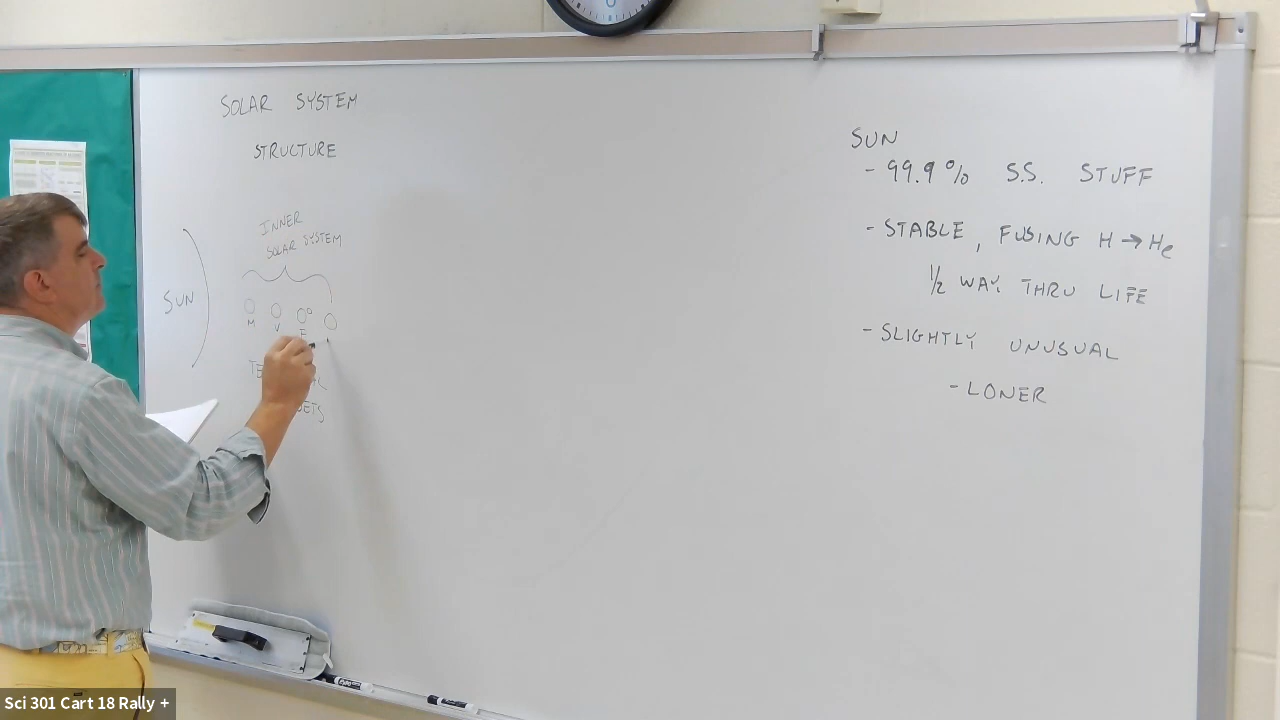 SOLAR SYSTEM
STRUCTURE
INNER
SOLAR SYSTEM
SUN
M V E
SUN
- 99.9% S.S. STUFF
- STABLE, FUSING H → He
1/2 WAY THRU LIFE
- SLIGHTLY UNUSUAL
- LONER
Sci 301 Cart 18 Rally +